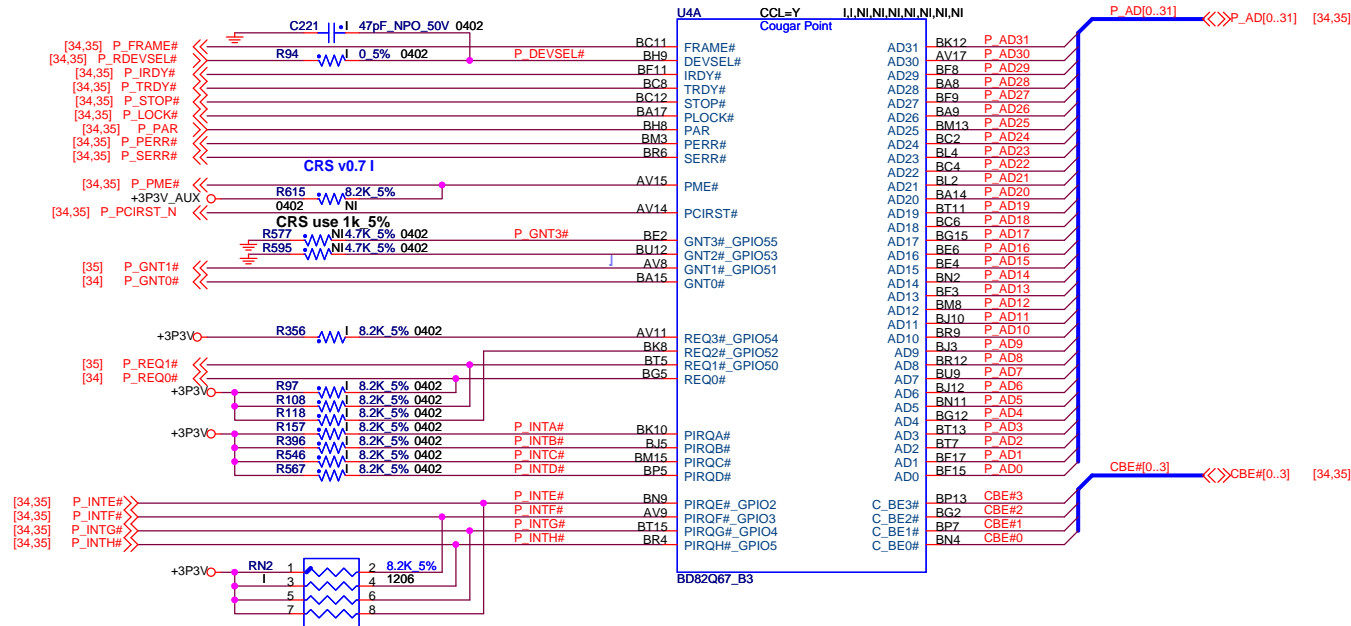 U4A CCL=Y I,I,NI,NI,NI,NI,NI,NI,NI
Cougar Point
P_AD[0..31] P_AD[0..31] [34,35]
C221 I 47pF_NPO_50V 0402
[34,35] P_FRAME# BC11 FRAME# AD31 BK12 P_AD31
[34,35] P_RDEVSEL# R94 I 0_5% 0402 P_DEVSEL# BH9 DEVSEL# AD30 AV17 P_AD30
[34,35] P_IRDY# BF11 IRDY# AD29 BF8 P_AD29
[34,35] P_TRDY# BC8 TRDY# AD28 BA8 P_AD28
[34,35] P_STOP# BC12 STOP# AD27 BF9 P_AD27
[34,35] P_LOCK# BA17 PLOCK# AD26 BA9 P_AD26
[34,35] P_PAR BH8 PAR AD25 BM13 P_AD25
[34,35] P_PERR# BM3 PERR# AD24 BC2 P_AD24
[34,35] P_SERR# BR6 SERR# AD23 BL4 P_AD23
CRS v0.7 I AD22 BC4 P_AD22
[34,35] P_PME# AV15 PME# AD21 BL2 P_AD21
+3P3V_AUX R615 8.2K_5% AD20 BA14 P_AD20
[34,35] P_PCIRST_N 0402 NI AV14 PCIRST# AD19 BT11 P_AD19
CRS use 1k_5% AD18 BC6 P_AD18
R577 NI 4.7K_5% 0402 P_GNT3# BE2 GNT3#_GPIO55 AD17 BG15 P_AD17
R595 NI 4.7K_5% 0402 BU12 GNT2#_GPIO53 AD16 BE6 P_AD16
[35] P_GNT1# AV8 GNT1#_GPIO51 AD15 BE4 P_AD15
[34] P_GNT0# BA15 GNT0# AD14 BN2 P_AD14
AD13 BF3 P_AD13
AD12 BM8 P_AD12
AD11 BJ10 P_AD11
+3P3V R356 I 8.2K_5% 0402 AV11 REQ3#_GPIO54 AD10 BR9 P_AD10
BK8 REQ2#_GPIO52 AD9 BJ3 P_AD9
[35] P_REQ1# BT5 REQ1#_GPIO50 AD8 BR12 P_AD8
[34] P_REQ0# BG5 REQ0# AD7 BU9 P_AD7
+3P3V R97 I 8.2K_5% 0402 AD6 BJ12 P_AD6
R108 I 8.2K_5% 0402 AD5 BN11 P_AD5
R118 I 8.2K_5% 0402 AD4 BG12 P_AD4
+3P3V R157 I 8.2K_5% 0402 P_INTA# BK10 PIRQA# AD3 BT13 P_AD3
R396 I 8.2K_5% 0402 P_INTB# BJ5 PIRQB# AD2 BT7 P_AD2
R546 I 8.2K_5% 0402 P_INTC# BM15 PIRQC# AD1 BF17 P_AD1
R567 I 8.2K_5% 0402 P_INTD# BP5 PIRQD# AD0 BF15 P_AD0
CBE#[0..3] CBE#[0..3] [34,35]
[34,35] P_INTE# P_INTE# BN9 PIRQE#_GPIO2 C_BE3# BP13 CBE#3
[34,35] P_INTF# P_INTF# AV9 PIRQF#_GPIO3 C_BE2# BG2 CBE#2
[34,35] P_INTG# P_INTG# BT15 PIRQG#_GPIO4 C_BE1# BP7 CBE#1
[34,35] P_INTH# P_INTH# BR4 PIRQH#_GPIO5 C_BE0# BN4 CBE#0
+3P3V RN2 1 2 8.2K_5%
I 3 4 1206
5 6
7 8
BD82Q67_B3